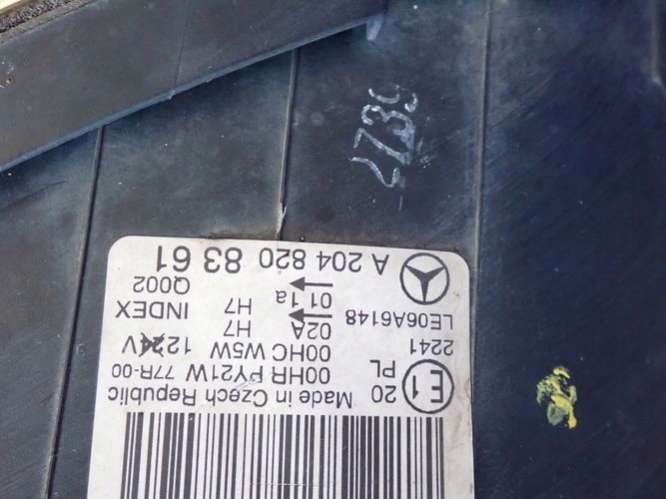 A 204 820 83 61
LE06A6148 01 1a ← Q002
02A ← H7 H7 INDEX
2241 00HC W5W 12V
E1 20 PL 00HR PY21W 77R-00
Made in Czech Republic